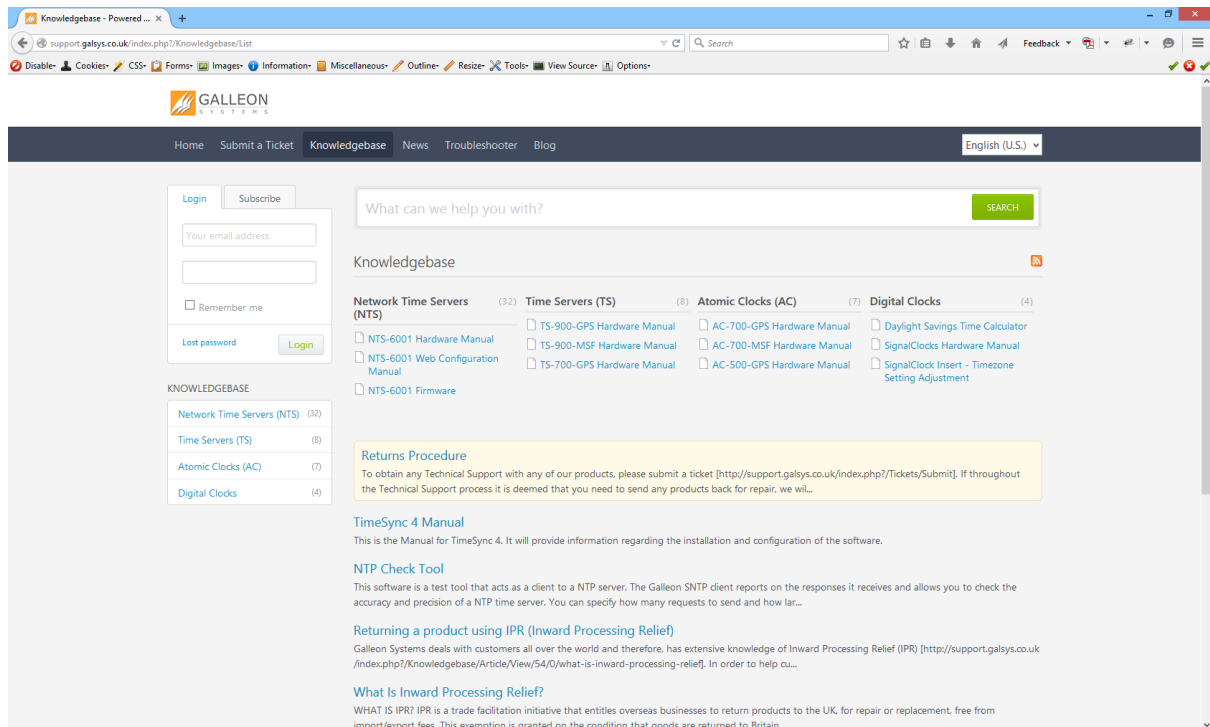 Knowledgebase - Powered ...
support.galsys.co.uk/index.php?/Knowledgebase/List
Search
Feedback
Disable Cookies CSS Forms Images Information Miscellaneous Outline Resize Tools View Source Options
GALLEON
SYSTEMS
Home Submit a Ticket Knowledgebase News Troubleshooter Blog
English (U.S.)
Login Subscribe
Your email address
Remember me
Lost password Login
KNOWLEDGEBASE
Network Time Servers (NTS) (32)
Time Servers (TS) (8)
Atomic Clocks (AC) (7)
Digital Clocks (4)
What can we help you with? SEARCH
Knowledgebase
Network Time Servers (32)
(NTS)
NTS-6001 Hardware Manual
NTS-6001 Web Configuration
Manual
NTS-6001 Firmware
Time Servers (TS) (8)
TS-900-GPS Hardware Manual
TS-900-MSF Hardware Manual
TS-700-GPS Hardware Manual
Atomic Clocks (AC) (7)
AC-700-GPS Hardware Manual
AC-700-MSF Hardware Manual
AC-500-GPS Hardware Manual
Digital Clocks (4)
Daylight Savings Time Calculator
SignalClocks Hardware Manual
SignalClock Insert - Timezone
Setting Adjustment
Returns Procedure
To obtain any Technical Support with any of our products, please submit a ticket [http://support.galsys.co.uk/index.php?/Tickets/Submit]. If throughout
the Technical Support process it is deemed that you need to send any products back for repair, we wil...
TimeSync 4 Manual
This is the Manual for TimeSync 4. It will provide information regarding the installation and configuration of the software.
NTP Check Tool
This software is a test tool that acts as a client to a NTP server. The Galleon SNTP client reports on the responses it receives and allows you to check the
accuracy and precision of a NTP time server. You can specify how many requests to send and how lar...
Returning a product using IPR (Inward Processing Relief)
Galleon Systems deals with customers all over the world and therefore, has extensive knowledge of Inward Processing Relief (IPR) [http://support.galsys.co.uk
/index.php?/Knowledgebase/Article/View/54/0/what-is-inward-processing-relief]. In order to help cu...
What Is Inward Processing Relief?
WHAT IS IPR? IPR is a trade facilitation initiative that entitles overseas businesses to return products to the UK, for repair or replacement, free from
import/export fees. This exemption is granted on the condition that goods are returned to Britain